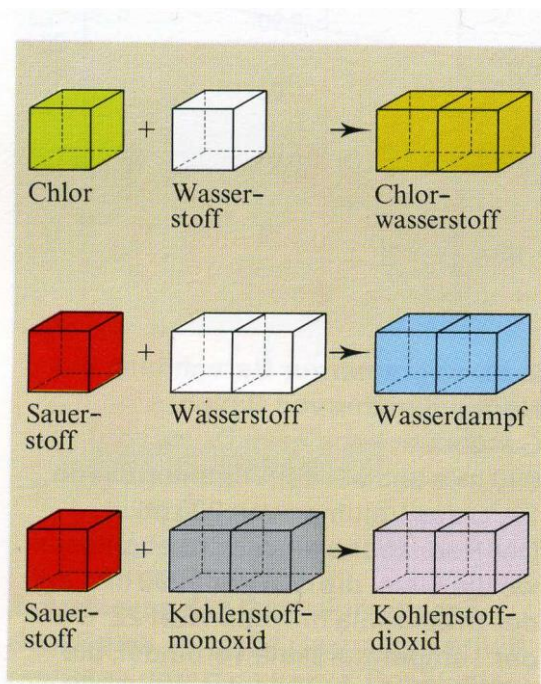 Chlor + Wasser-
stoff → Chlor-
wasserstoff
Sauer-
stoff + Wasserstoff → Wasserdampf
Sauer-
stoff + Kohlenstoff-
monoxid → Kohlenstoff-
dioxid